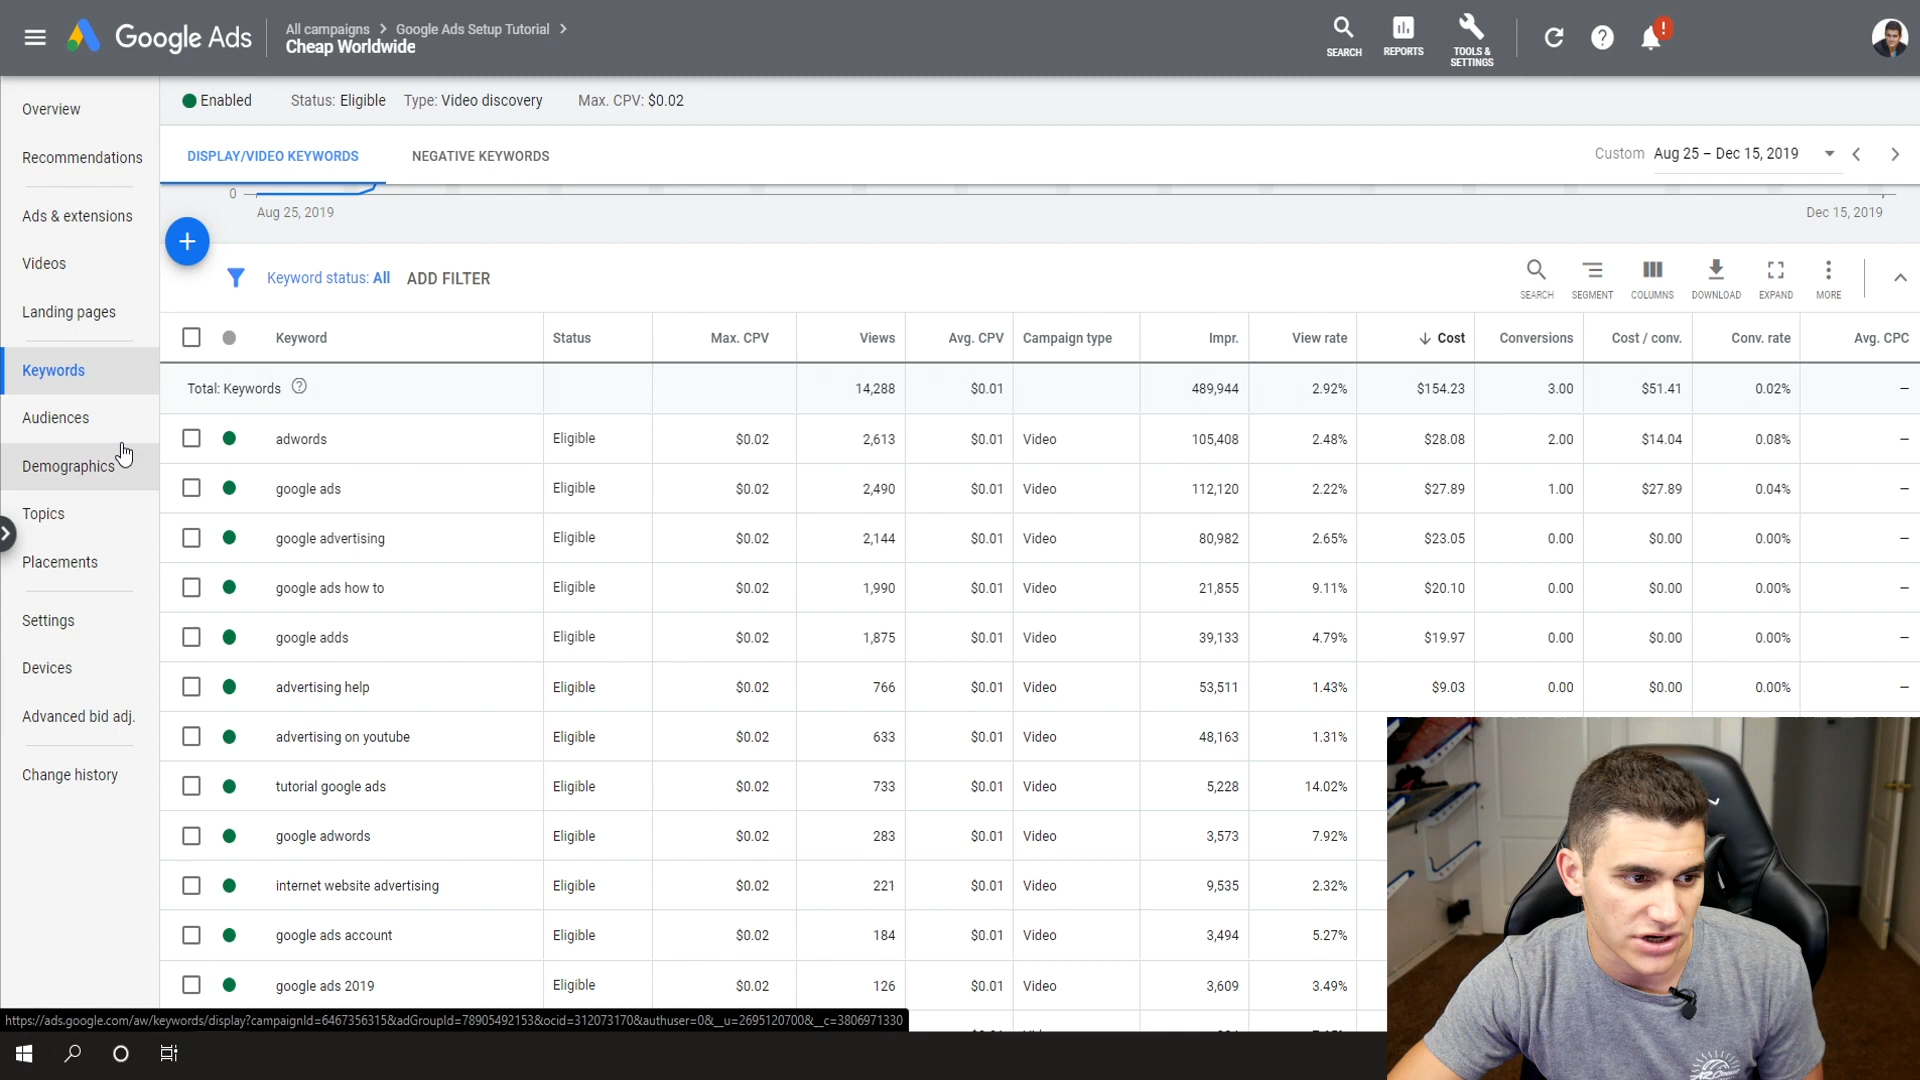 Google Ads
All campaigns > Google Ads Setup Tutorial >
Cheap Worldwide
SEARCH
REPORTS
TOOLS &
SETTINGS
!
Overview
Recommendations
Ads & extensions
Videos
Landing pages
Keywords
Audiences
Demographics
Topics
Placements
Settings
Devices
Advanced bid adj.
Change history
Enabled Status: Eligible Type: Video discovery Max. CPV: $0.02
DISPLAY/VIDEO KEYWORDS NEGATIVE KEYWORDS
Custom Aug 25 – Dec 15, 2019
0
Aug 25, 2019 Dec 15, 2019
Keyword status: All ADD FILTER
SEARCH SEGMENT COLUMNS DOWNLOAD EXPAND MORE
Keyword Status Max. CPV Views Avg. CPV Campaign type Impr. View rate Cost Conversions Cost / conv. Conv. rate Avg. CPC
Total: Keywords 14,288 $0.01 489,944 2.92% $154.23 3.00 $51.41 0.02% –
adwords Eligible $0.02 2,613 $0.01 Video 105,408 2.48% $28.08 2.00 $14.04 0.08% –
google ads Eligible $0.02 2,490 $0.01 Video 112,120 2.22% $27.89 1.00 $27.89 0.04% –
google advertising Eligible $0.02 2,144 $0.01 Video 80,982 2.65% $23.05 0.00 $0.00 0.00% –
google ads how to Eligible $0.02 1,990 $0.01 Video 21,855 9.11% $20.10 0.00 $0.00 0.00% –
google adds Eligible $0.02 1,875 $0.01 Video 39,133 4.79% $19.97 0.00 $0.00 0.00% –
advertising help Eligible $0.02 766 $0.01 Video 53,511 1.43% $9.03 0.00 $0.00 0.00% –
advertising on youtube Eligible $0.02 633 $0.01 Video 48,163 1.31%
tutorial google ads Eligible $0.02 733 $0.01 Video 5,228 14.02%
google adwords Eligible $0.02 283 $0.01 Video 3,573 7.92%
internet website advertising Eligible $0.02 221 $0.01 Video 9,535 2.32%
google ads account Eligible $0.02 184 $0.01 Video 3,494 5.27%
google ads 2019 Eligible $0.02 126 $0.01 Video 3,609 3.49%
https://ads.google.com/aw/keywords/display?campaignId=6467356315&adGroupId=78905492153&ocid=312073170&authuser=0&__u=2695120700&__c=3806971330